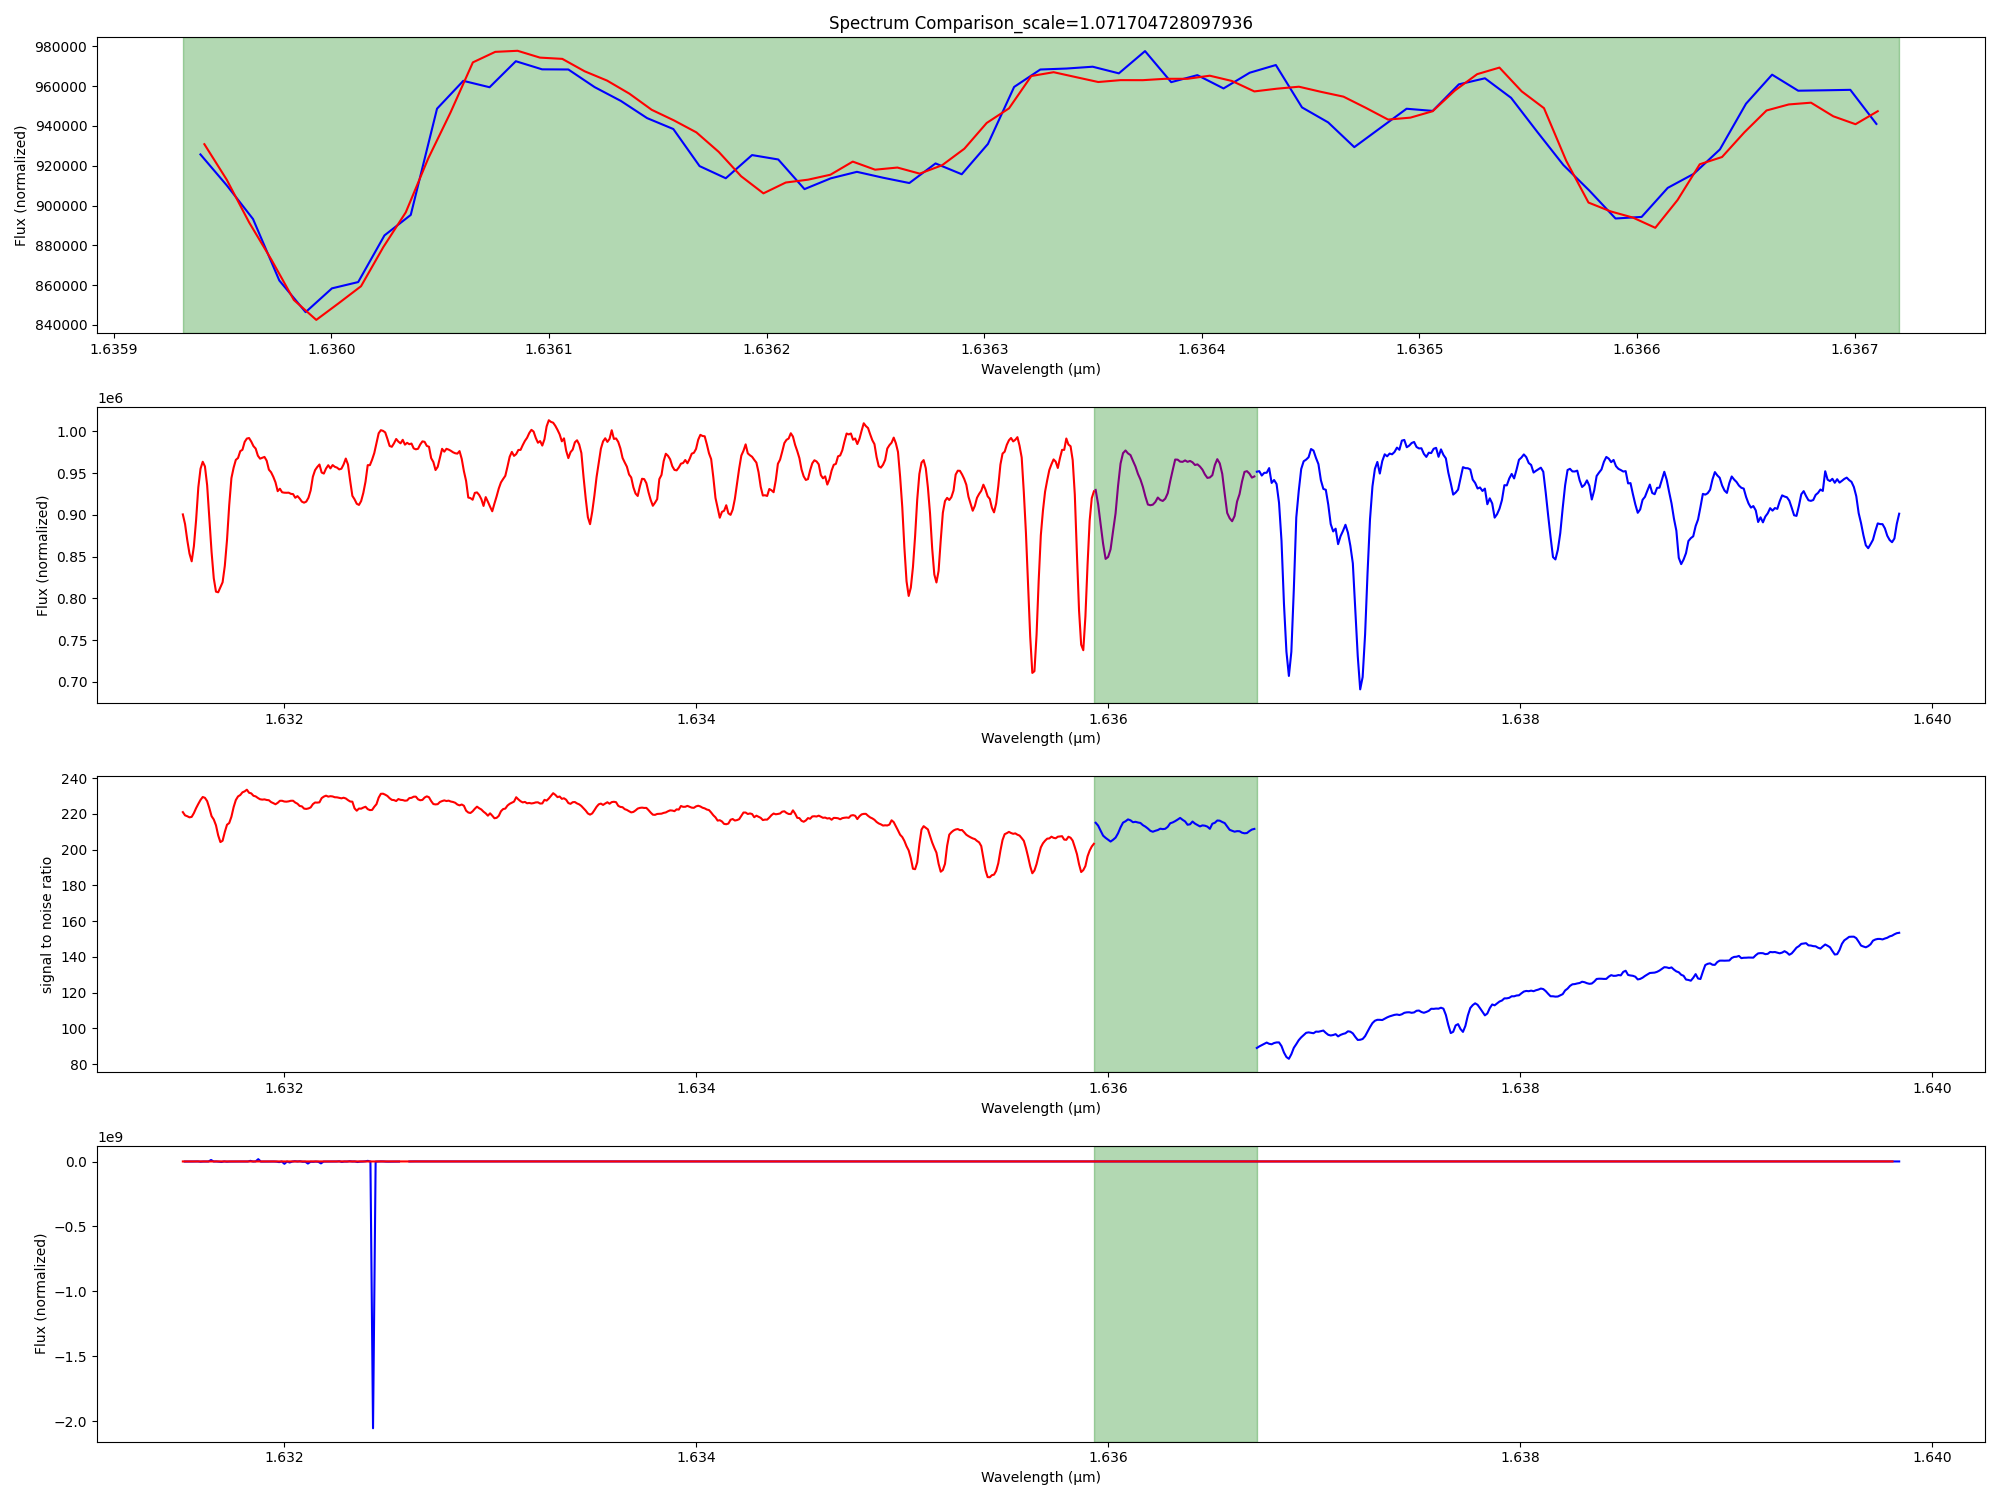 Spectrum Comparison_scale=1.071704728097936
980000
960000
940000
920000
900000
880000
860000
840000
Flux (normalized)
1.6359 1.6360 1.6361 1.6362 1.6363 1.6364 1.6365 1.6366 1.6367
Wavelength (μm)
1e6
1.00
0.95
0.90
0.85
0.80
0.75
0.70
Flux (normalized)
1.632 1.634 1.636 1.638 1.640
Wavelength (μm)
240
220
200
180
160
140
120
100
80
signal to noise ratio
1.632 1.634 1.636 1.638 1.640
Wavelength (μm)
1e9
0.0
−0.5
−1.0
−1.5
−2.0
Flux (normalized)
1.632 1.634 1.636 1.638 1.640
Wavelength (μm)